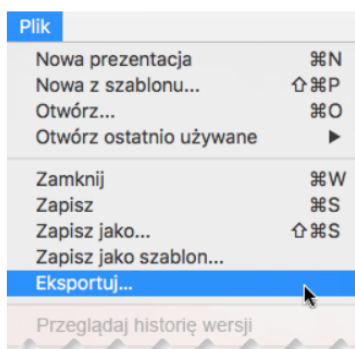 Plik
Nowa prezentacja ⌘N
Nowa z szablonu... ⇧⌘P
Otwórz... ⌘O
Otwórz ostatnio używane ▶
Zamknij ⌘W
Zapisz ⌘S
Zapisz jako... ⇧⌘S
Zapisz jako szablon...
Eksportuj...
Przeglądaj historię wersji